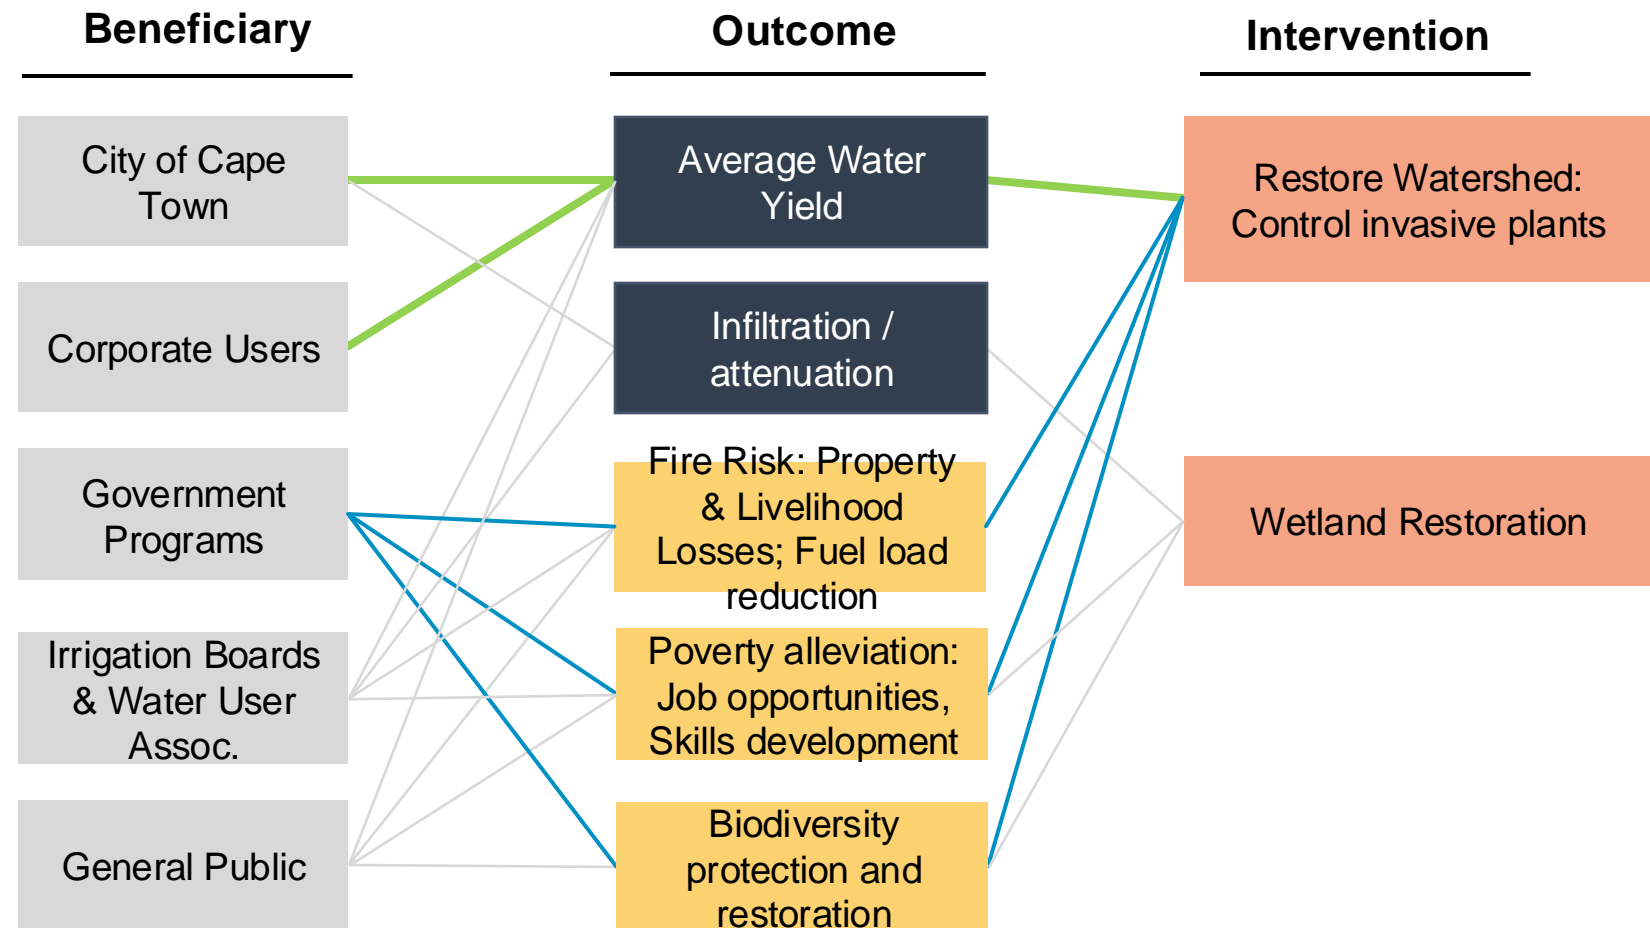 Beneficiary
Outcome
Intervention
City of Cape
Town
Corporate Users
Government
Programs
Irrigation Boards
& Water User
Assoc.
General Public
Average Water
Yield
Infiltration /
attenuation
Fire Risk: Property
& Livelihood
Losses; Fuel load
reduction
Poverty alleviation:
Job opportunities,
Skills development
Biodiversity
protection and
restoration
Restore Watershed:
Control invasive plants
Wetland Restoration